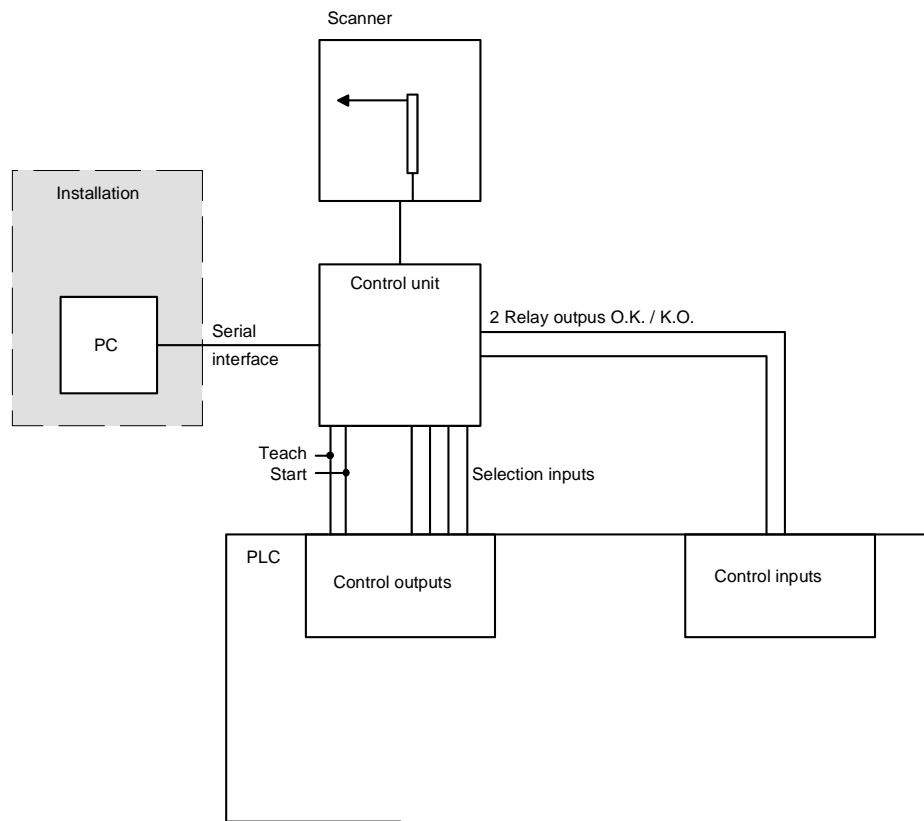 Scanner
Installation
Control unit
2 Relay outpus O.K. / K.O.
PC
Serial
interface
Teach
Start
Selection inputs
PLC
Control outputs
Control inputs